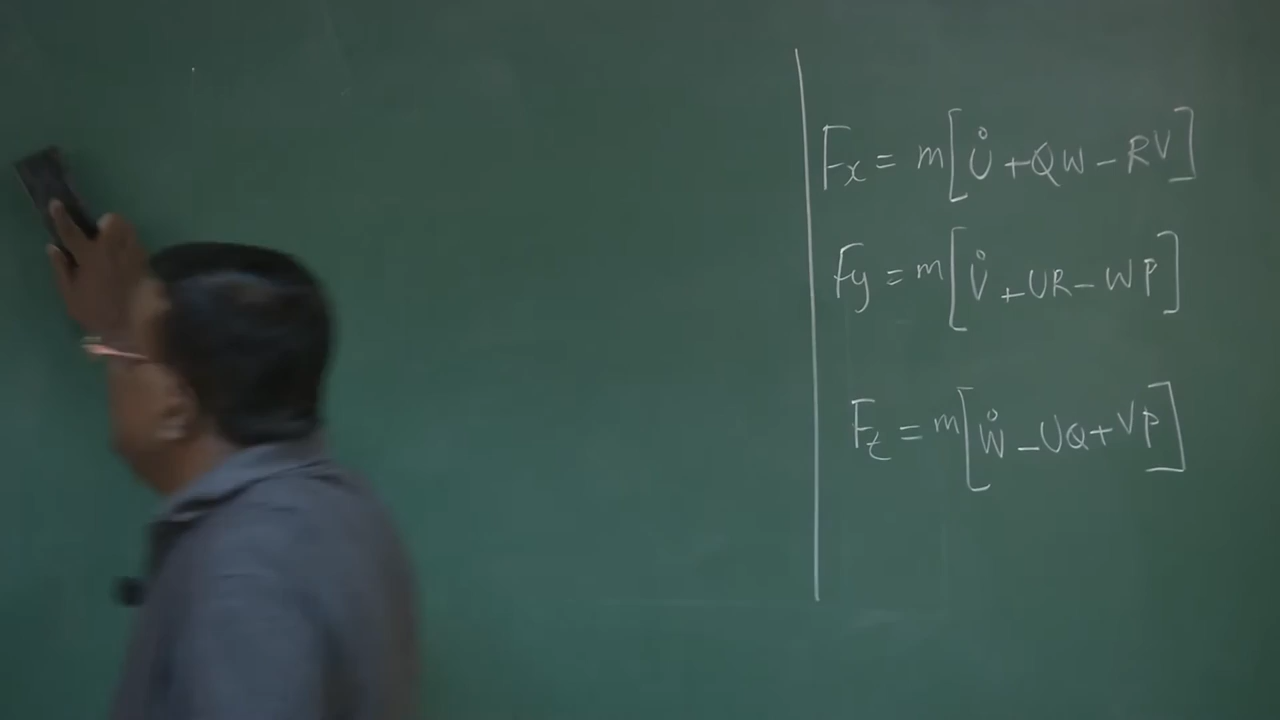 Fx = m[U̇ + QW − RV]
Fy = m[V̇ + UR − WP]
Fz = m[Ẇ − UQ + VP]